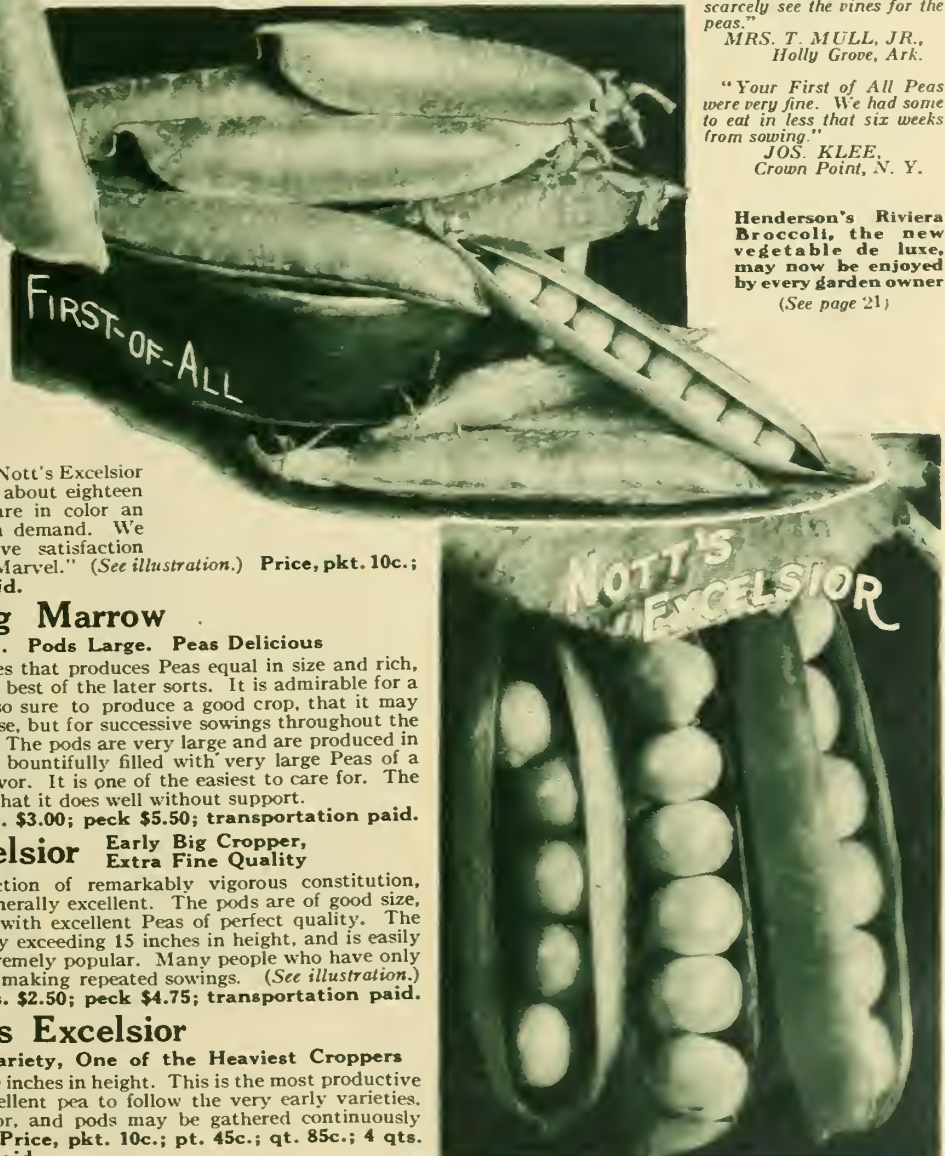 scarcely see the vines for the
peas."
MRS. T. MULL, JR.,
Holly Grove, Ark.
"Your First of All Peas
were very fine. We had some
to eat in less that six weeks
from sowing."
JOS. KLEE,
Crown Point, N. Y.
Henderson's Riviera
Broccoli, the new
vegetable de luxe,
may now be enjoyed
by every garden owner
(See page 21)
FIRST-OF-ALL
Nott's Excelsior
about eighteen
are in color an
demand. We
ve satisfaction
Marvel." (See illustration.) Price, pkt. 10c.;
id.
g Marrow
. Pods Large. Peas Delicious
es that produces Peas equal in size and rich,
best of the later sorts. It is admirable for a
so sure to produce a good crop, that it may
se, but for successive sowings throughout the
The pods are very large and are produced in
bountifully filled with very large Peas of a
vor. It is one of the easiest to care for. The
hat it does well without support.
. $3.00; peck $5.50; transportation paid.
elsior Early Big Cropper,
Extra Fine Quality
ction of remarkably vigorous constitution,
nerally excellent. The pods are of good size,
with excellent Peas of perfect quality. The
y exceeding 15 inches in height, and is easily
remely popular. Many people who have only
making repeated sowings. (See illustration.)
s. $2.50; peck $4.75; transportation paid.
s Excelsior
ariety, One of the Heaviest Croppers
inches in height. This is the most productive
ellent pea to follow the very early varieties,
or, and pods may be gathered continuously
Price, pkt. 10c.; pt. 45c.; qt. 85c.; 4 qts.
NOTT'S
EXCELSIOR